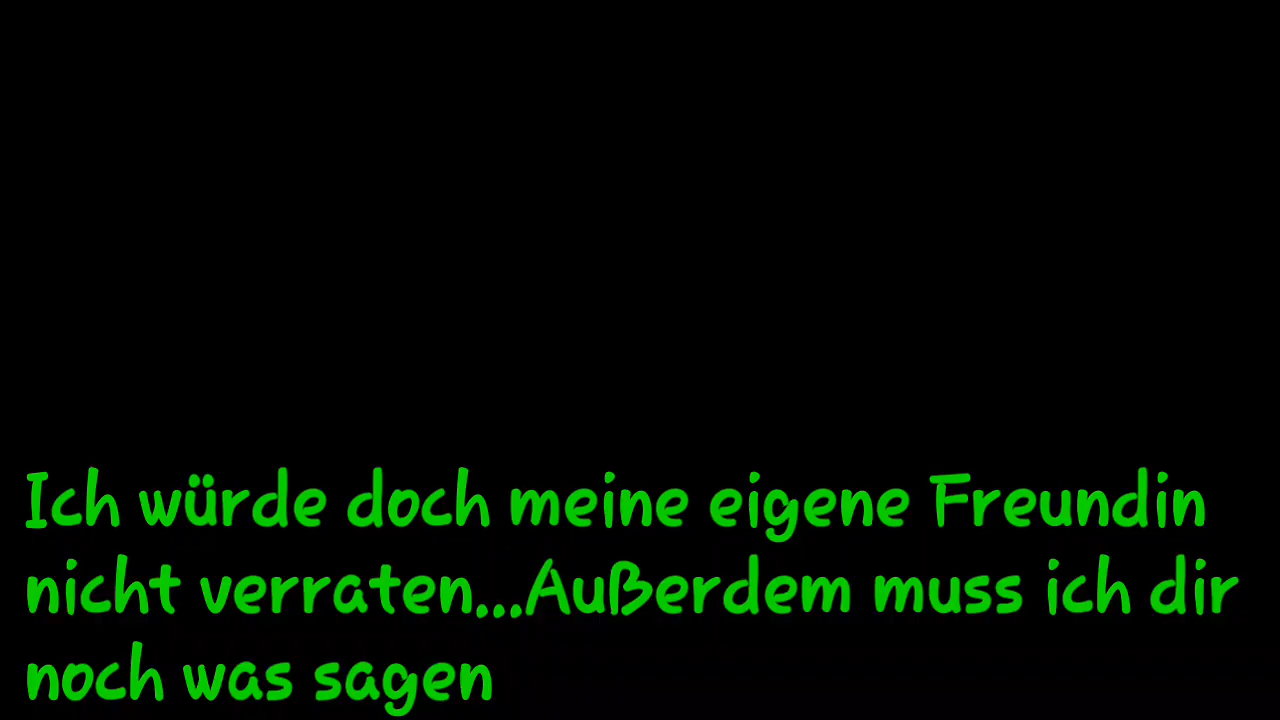 Ich würde doch meine eigene Freundin
nicht verraten...Außerdem muss ich dir
noch was sagen